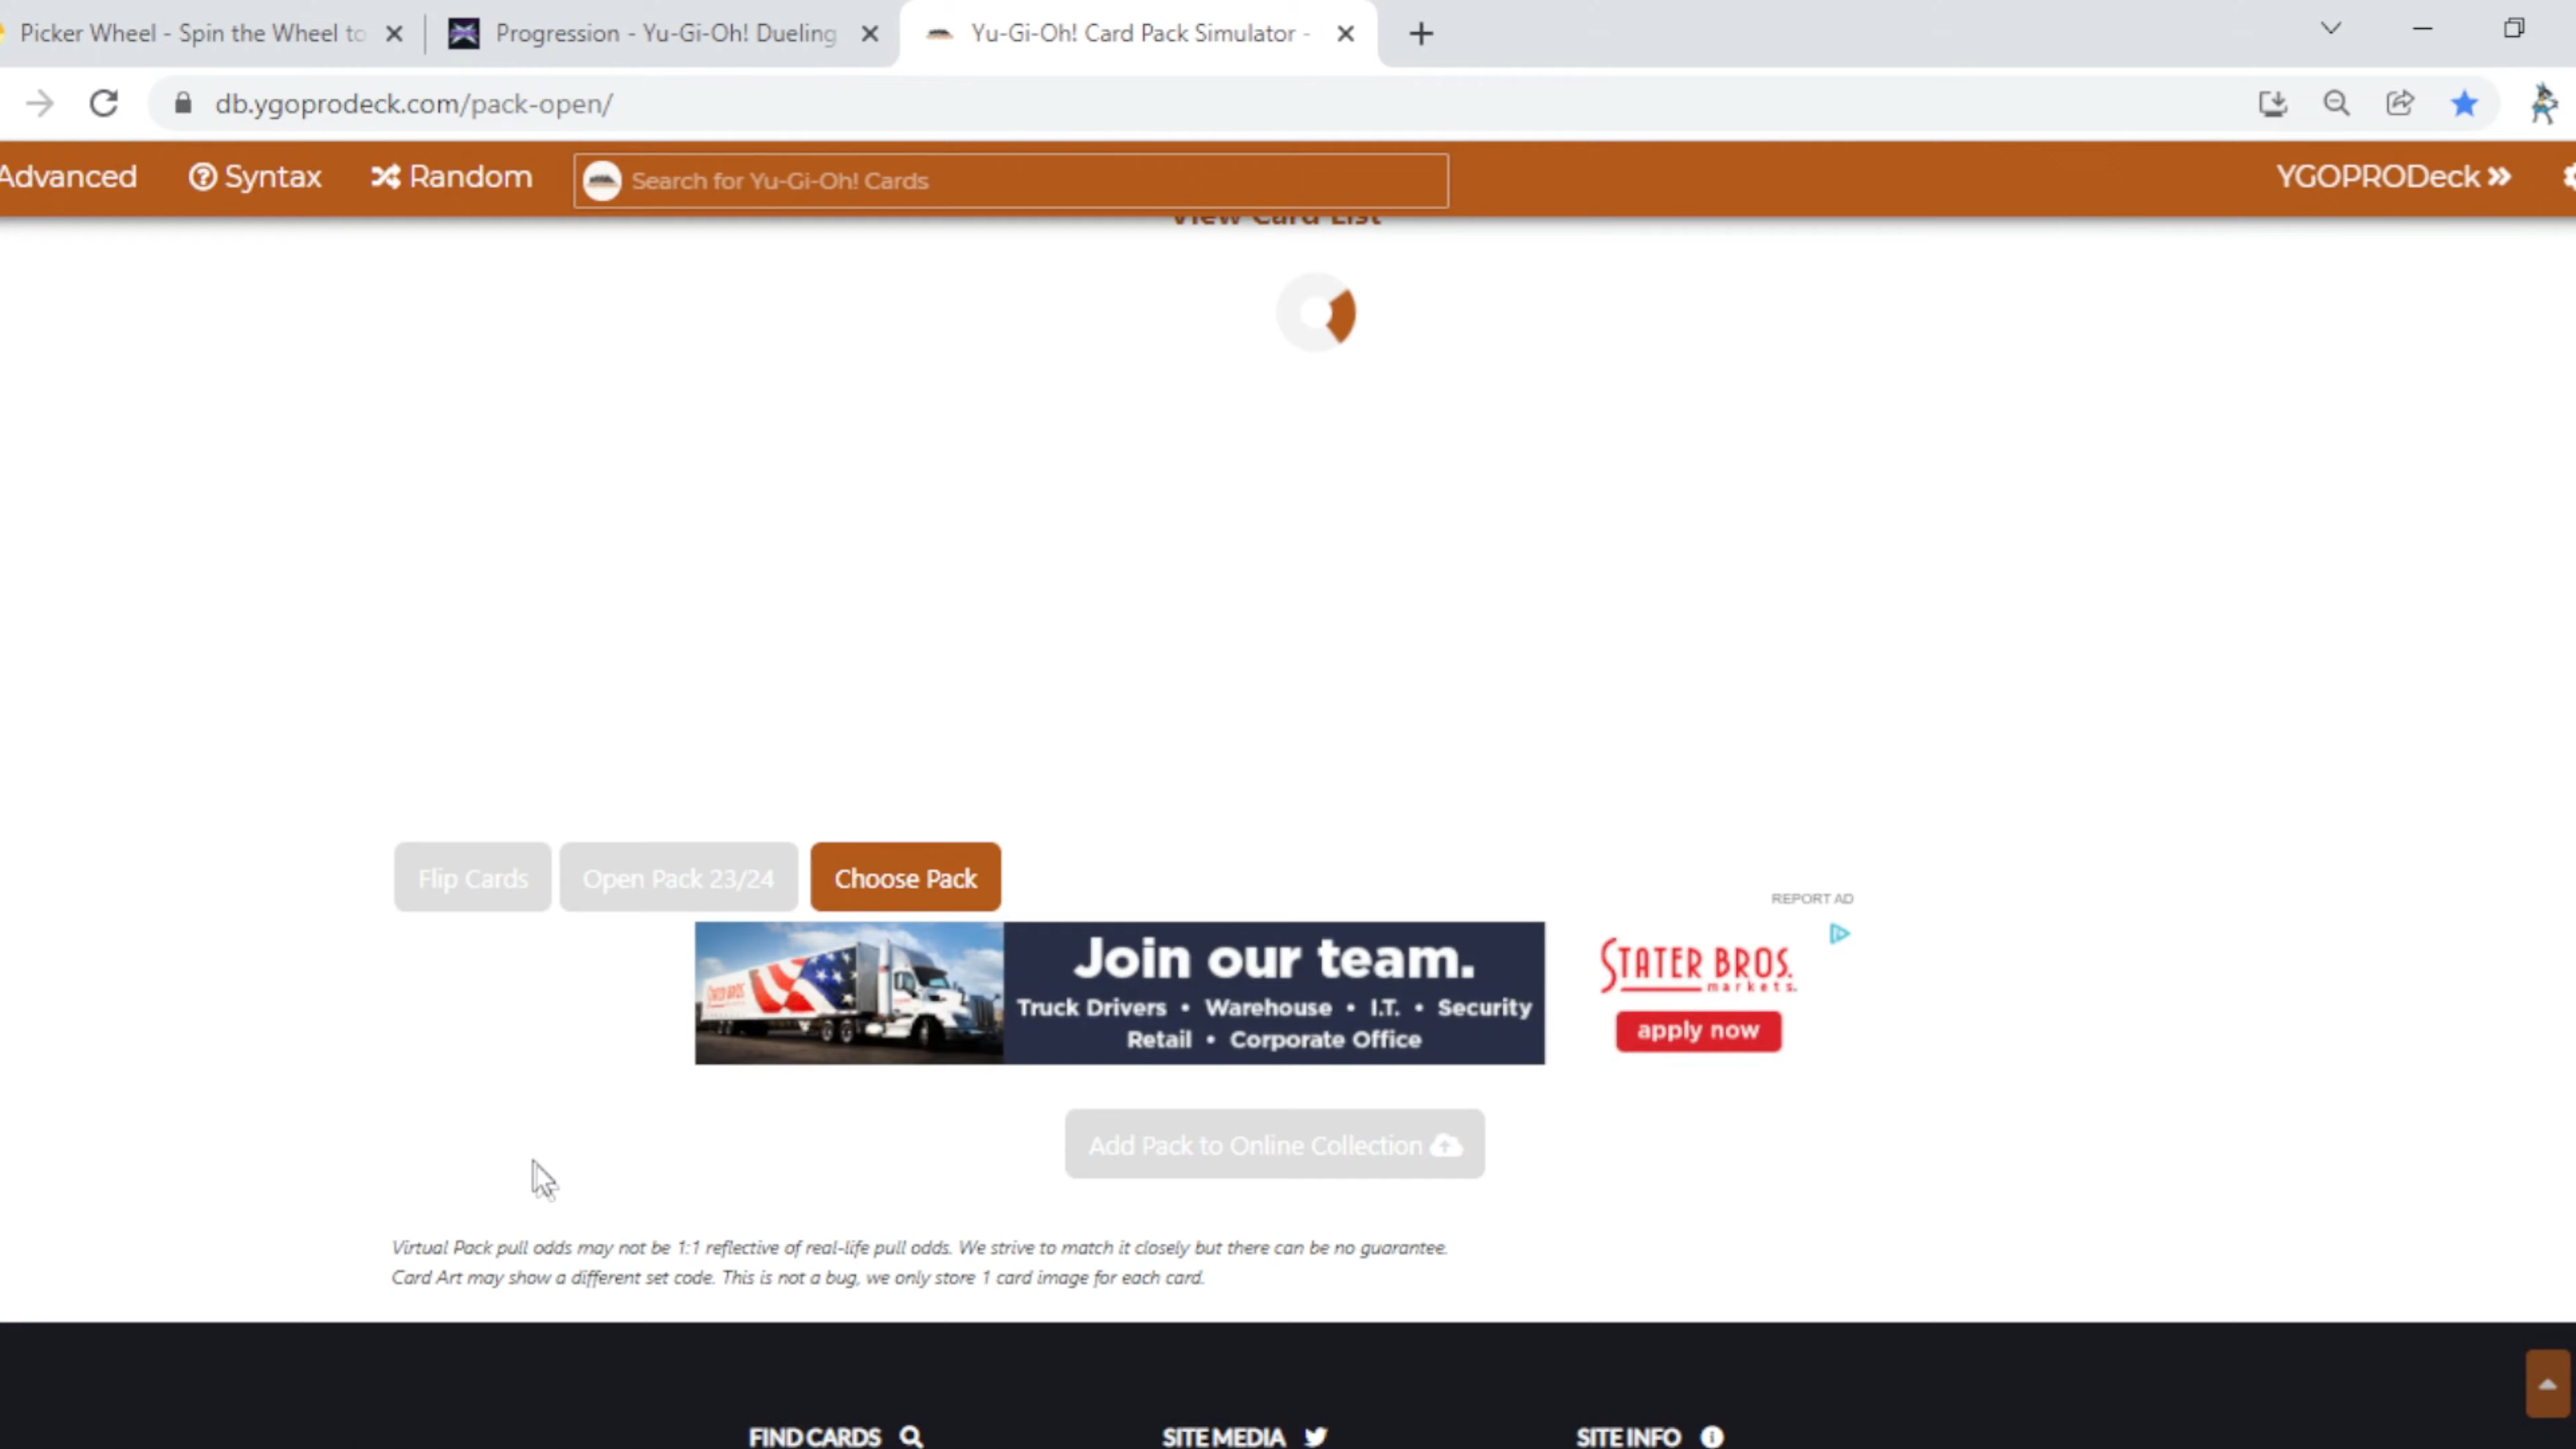 Picker Wheel - Spin the Wheel to
Progression - Yu-Gi-Oh! Dueling
Yu-Gi-Oh! Card Pack Simulator -
db.ygoprodeck.com/pack-open/
Advanced
Syntax
Random
Search for Yu-Gi-Oh! Cards
YGOPRODeck
View Card List
Flip Cards
Open Pack 23/24
Choose Pack
REPORT AD
STATER BROS
Join our team.
Truck Drivers • Warehouse • I.T. • Security
Retail • Corporate Office
STATER BROS.
markets.
apply now
Add Pack to Online Collection
Virtual Pack pull odds may not be 1:1 reflective of real-life pull odds. We strive to match it closely but there can be no guarantee.
Card Art may show a different set code. This is not a bug, we only store 1 card image for each card.
FIND CARDS
SITE MEDIA
SITE INFO